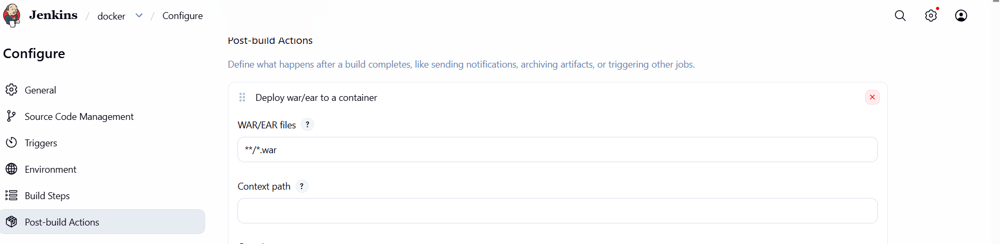 Jenkins / docker / Configure
Configure
General
Source Code Management
Triggers
Environment
Build Steps
Post-build Actions
Post-build Actions
Define what happens after a build completes, like sending notifications, archiving artifacts, or triggering other jobs.
Deploy war/ear to a container
WAR/EAR files ?
**/*.war
Context path ?